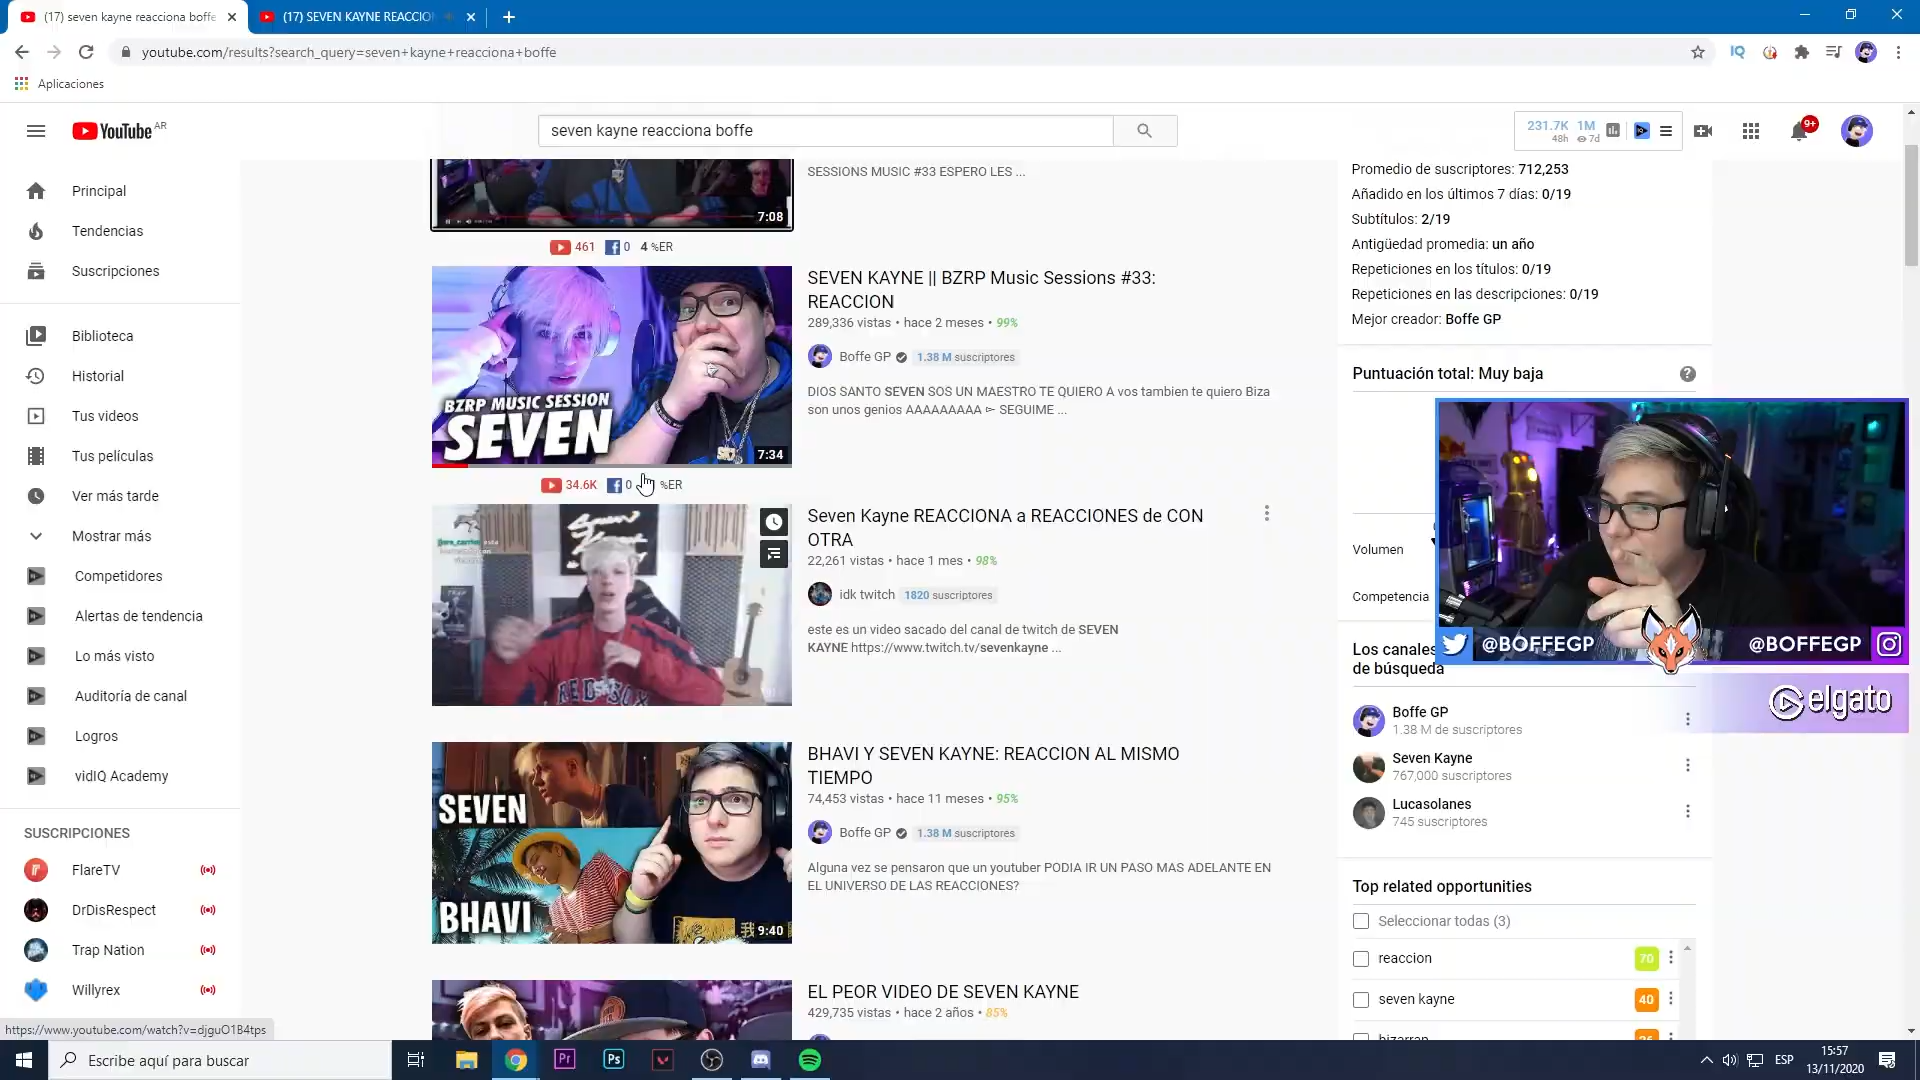 (17) seven kayne reacciona boffe
(17) SEVEN KAYNE REACCION
youtube.com/results?search_query=seven+kayne+reacciona+boffe
Aplicaciones
YouTube AR
seven kayne reacciona boffe
231.7K 1M
48h 7d
9+
Principal
Tendencias
Suscripciones
Biblioteca
Historial
Tus videos
Tus películas
Ver más tarde
Mostrar más
Competidores
Alertas de tendencia
Lo más visto
Auditoría de canal
Logros
vidIQ Academy
SUSCRIPCIONES
FlareTV
DrDisRespect
Trap Nation
Willyrex
https://www.youtube.com/watch?v=djguO1B4tps
7:08
SESSIONS MUSIC #33 ESPERO LES ...
461 0 4 %ER
BZRP MUSIC SESSION
SEVEN
7:34
SEVEN KAYNE || BZRP Music Sessions #33:
REACCION
289,336 vistas • hace 2 meses • 99%
Boffe GP 1.38 M suscriptores
DIOS SANTO SEVEN SOS UN MAESTRO TE QUIERO A vos tambien te quiero Biza
son unos genios AAAAAAAAA ⌲ SEGUIME ...
34.6K 0 %ER
RED SOX
Seven Kayne REACCIONA a REACCIONES de CON
OTRA
22,261 vistas • hace 1 mes • 98%
idk twitch 1820 suscriptores
este es un video sacado del canal de twitch de SEVEN
KAYNE https://www.twitch.tv/sevenkayne ...
SEVEN
BHAVI
9:40
BHAVI Y SEVEN KAYNE: REACCION AL MISMO
TIEMPO
74,453 vistas • hace 11 meses • 95%
Boffe GP 1.38 M suscriptores
Alguna vez se pensaron que un youtuber PODIA IR UN PASO MAS ADELANTE EN
EL UNIVERSO DE LAS REACCIONES?
EL PEOR VIDEO DE SEVEN KAYNE
429,735 vistas • hace 2 años • 85%
Promedio de suscriptores: 712,253
Añadido en los últimos 7 días: 0/19
Subtítulos: 2/19
Antigüedad promedia: un año
Repeticiones en los títulos: 0/19
Repeticiones en las descripciones: 0/19
Mejor creador: Boffe GP
Puntuación total: Muy baja
Volumen
Competencia
@BOFFEGP
@BOFFEGP
elgato
Los canales
de búsqueda
Boffe GP
1.38 M de suscriptores
Seven Kayne
767,000 suscriptores
Lucasolanes
745 suscriptores
Top related opportunities
Seleccionar todas (3)
reaccion 70
seven kayne 40
bizarrap
Escribe aquí para buscar
Pr
Ps
ESP
15:57
13/11/2020